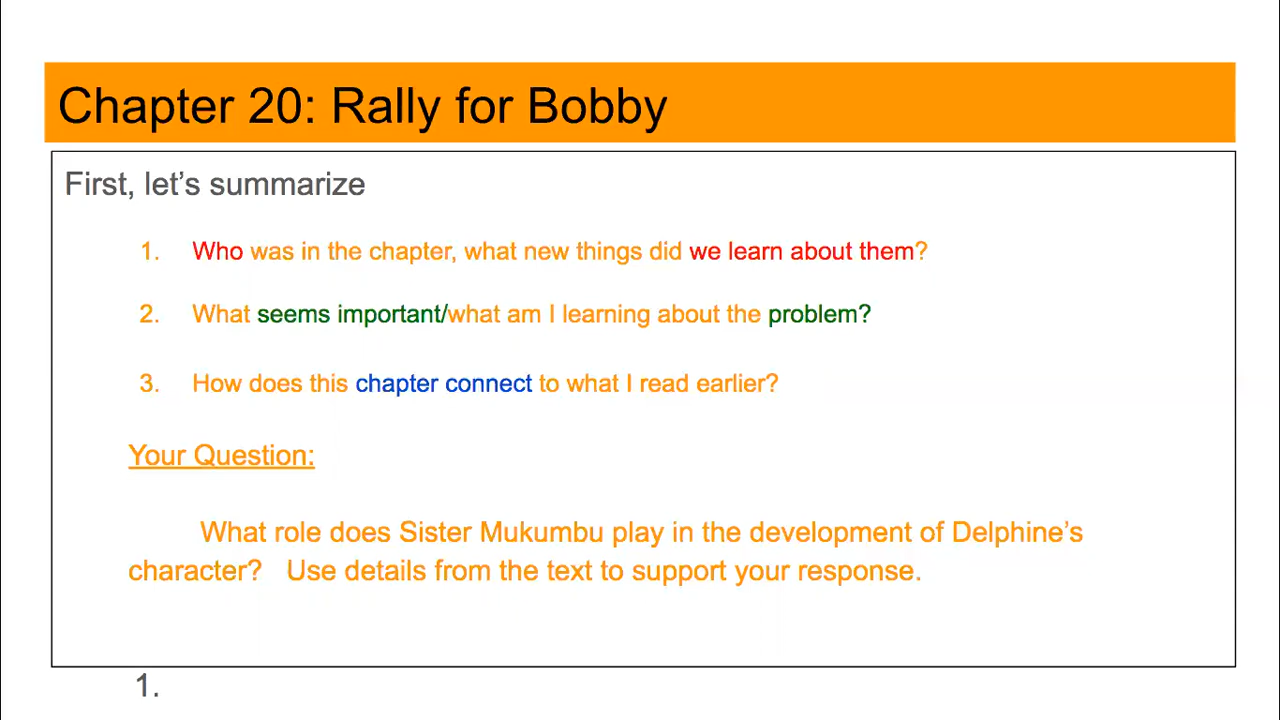 Chapter 20: Rally for Bobby
First, let’s summarize
1. Who was in the chapter, what new things did we learn about them?
2. What seems important/what am I learning about the problem?
3. How does this chapter connect to what I read earlier?
Your Question:
What role does Sister Mukumbu play in the development of Delphine’s
character? Use details from the text to support your response.
1.